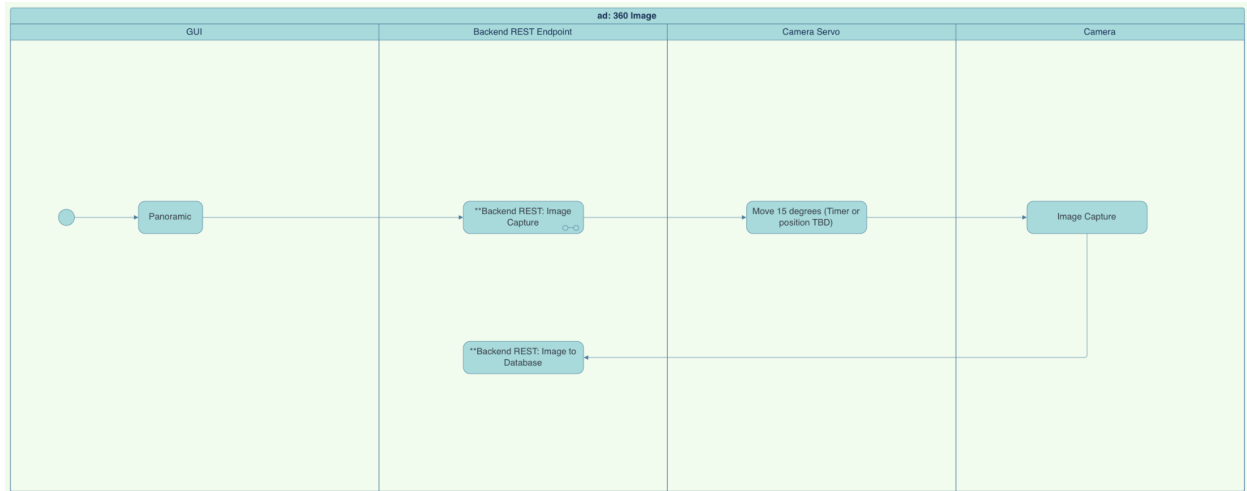 ad: 360 Image
GUI
Backend REST Endpoint
Camera Servo
Camera
Panoramic
**Backend REST: Image
Capture
Move 15 degrees (Timer or
position TBD)
Image Capture
**Backend REST: Image to
Database